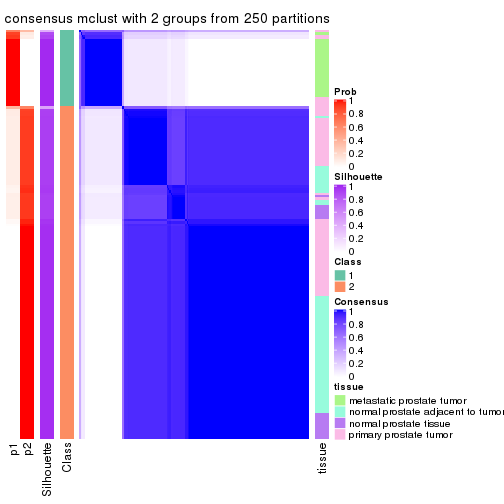 consensus mclust with 2 groups from 250 partitions
Prob
1
0.8
0.6
0.4
0.2
0
Silhouette
1
0.8
0.6
0.4
0.2
0
Class
1
2
Consensus
1
0.8
0.6
0.4
0.2
0
tissue
metastatic prostate tumor
normal prostate adjacent to tumor
normal prostate tissue
primary prostate tumor
p1
p2
Silhouette
Class
tissue